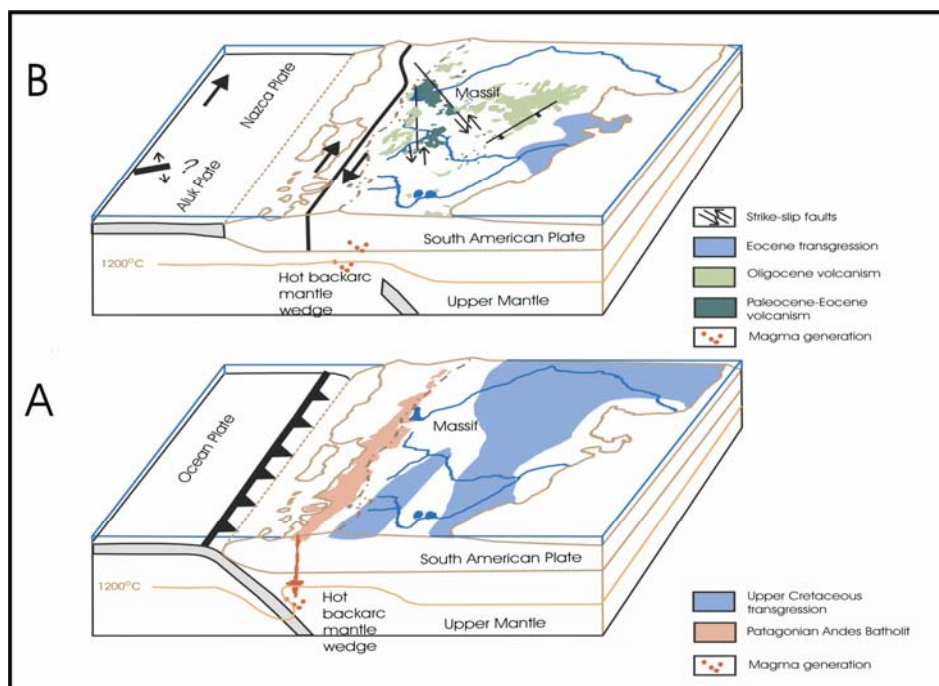 B
Nazca Plate
Aluk Plate
Massif
South American Plate
1200°C
Hot backarc
mantle
wedge
Upper Mantle
Strike-slip faults
Eocene transgression
Oligocene volcanism
Paleocene-Eocene
volcanism
Magma generation
A
Ocean Plate
Massif
South American Plate
1200°C
Hot
backarc
mantle
wedge
Upper Mantle
Upper Cretaceous
transgression
Patagonian Andes Batholit
Magma generation